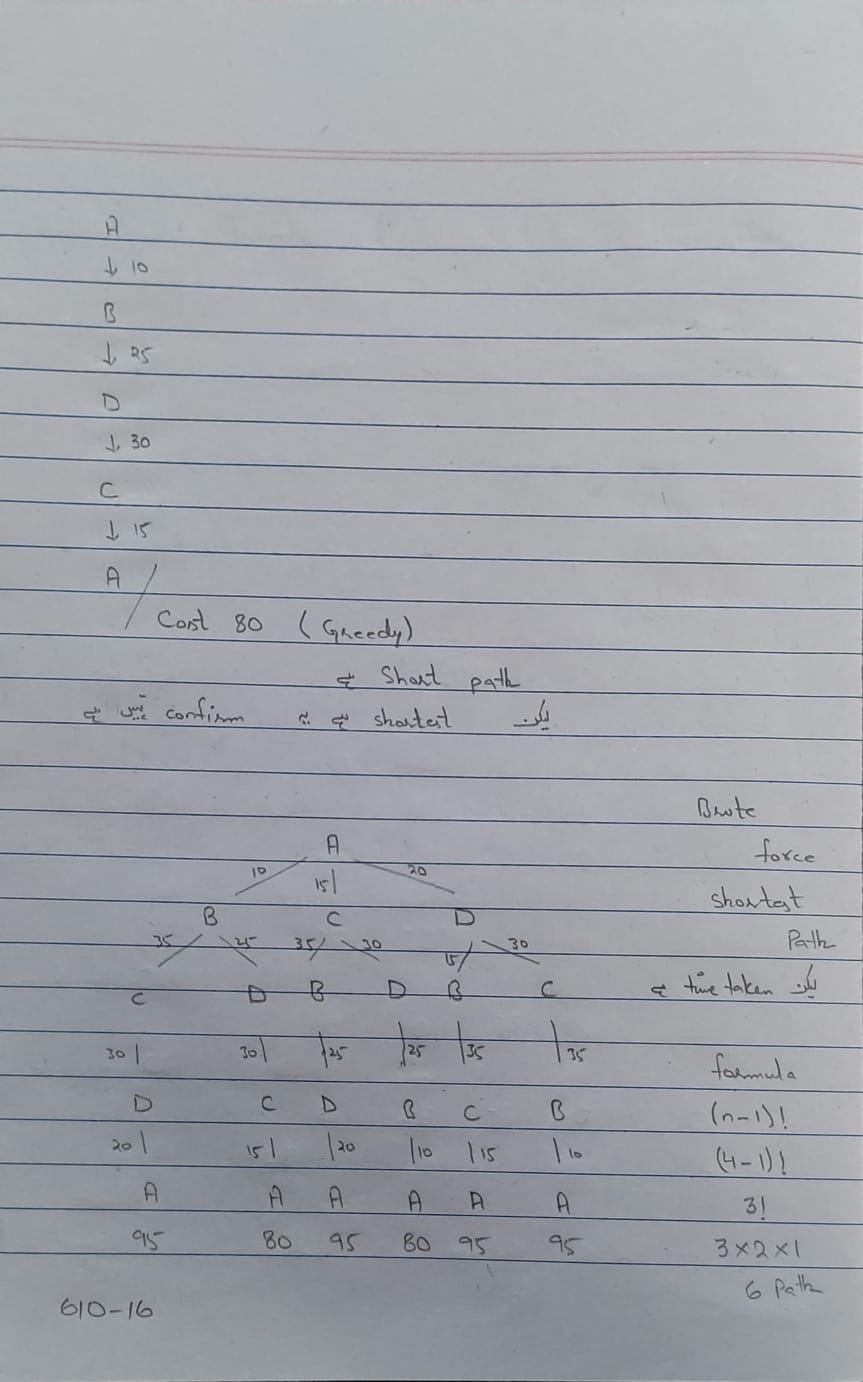 A
↓ 10
B
↓ 25
D
↓ 30
C
↓ 15
A
Cost 80 (Greedy)
Short path ہے
لیکن shortest ہے یہ confirm نہیں ہے
Brute
force
shortest
Path
لیکن time taken ہے
formula
(n-1)!
(4-1)!
3!
3×2×1
6 Path
A
10 15 20
B C D
35 25 35 30 15 30
C D B D B C
30 30 25 25 35 35
D C D B C B
20 15 20 10 15 10
A A A A A A
95 80 95 80 95 95
610-16